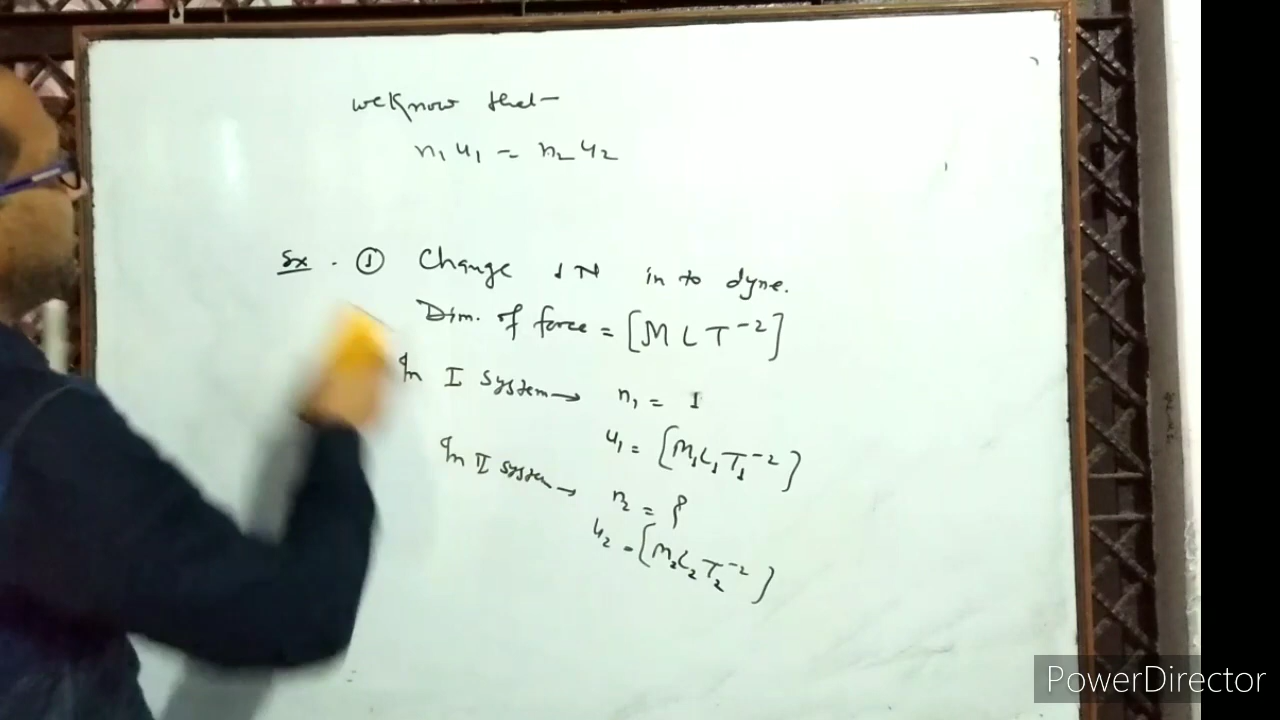 we know that -
n₁ u₁ = n₂ u₂
Ex. ① Change 1 N in to dyne.
Dim. of force = [M L T⁻²]
In I system → n₁ = 1
u₁ = [M₁L₁T₁⁻²]
In II system → n₂ = ?
u₂ = [M₂L₂T₂⁻²]
PowerDirector